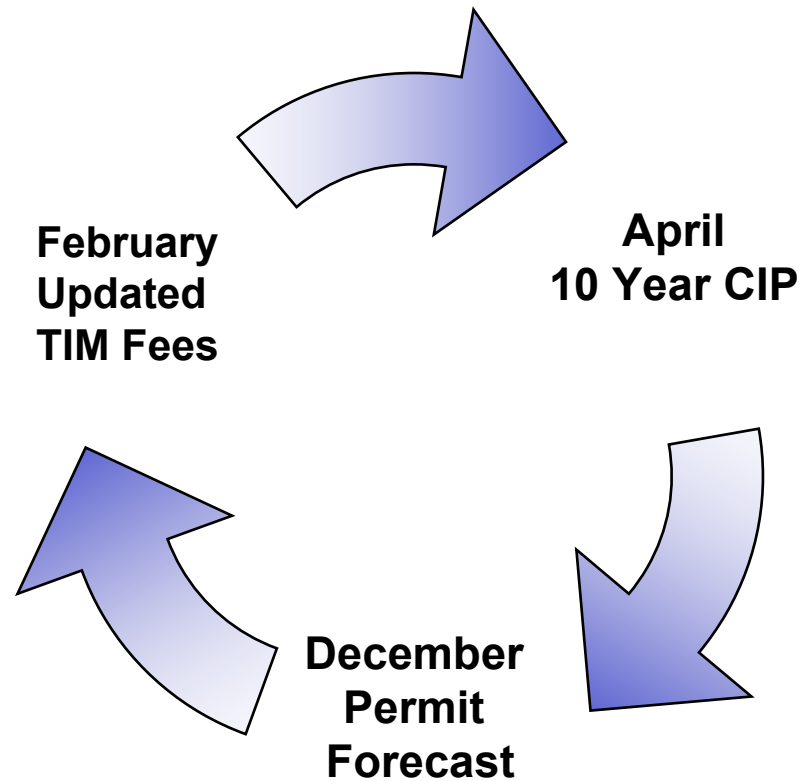 February
Updated
TIM Fees
April
10 Year CIP
December
Permit
Forecast